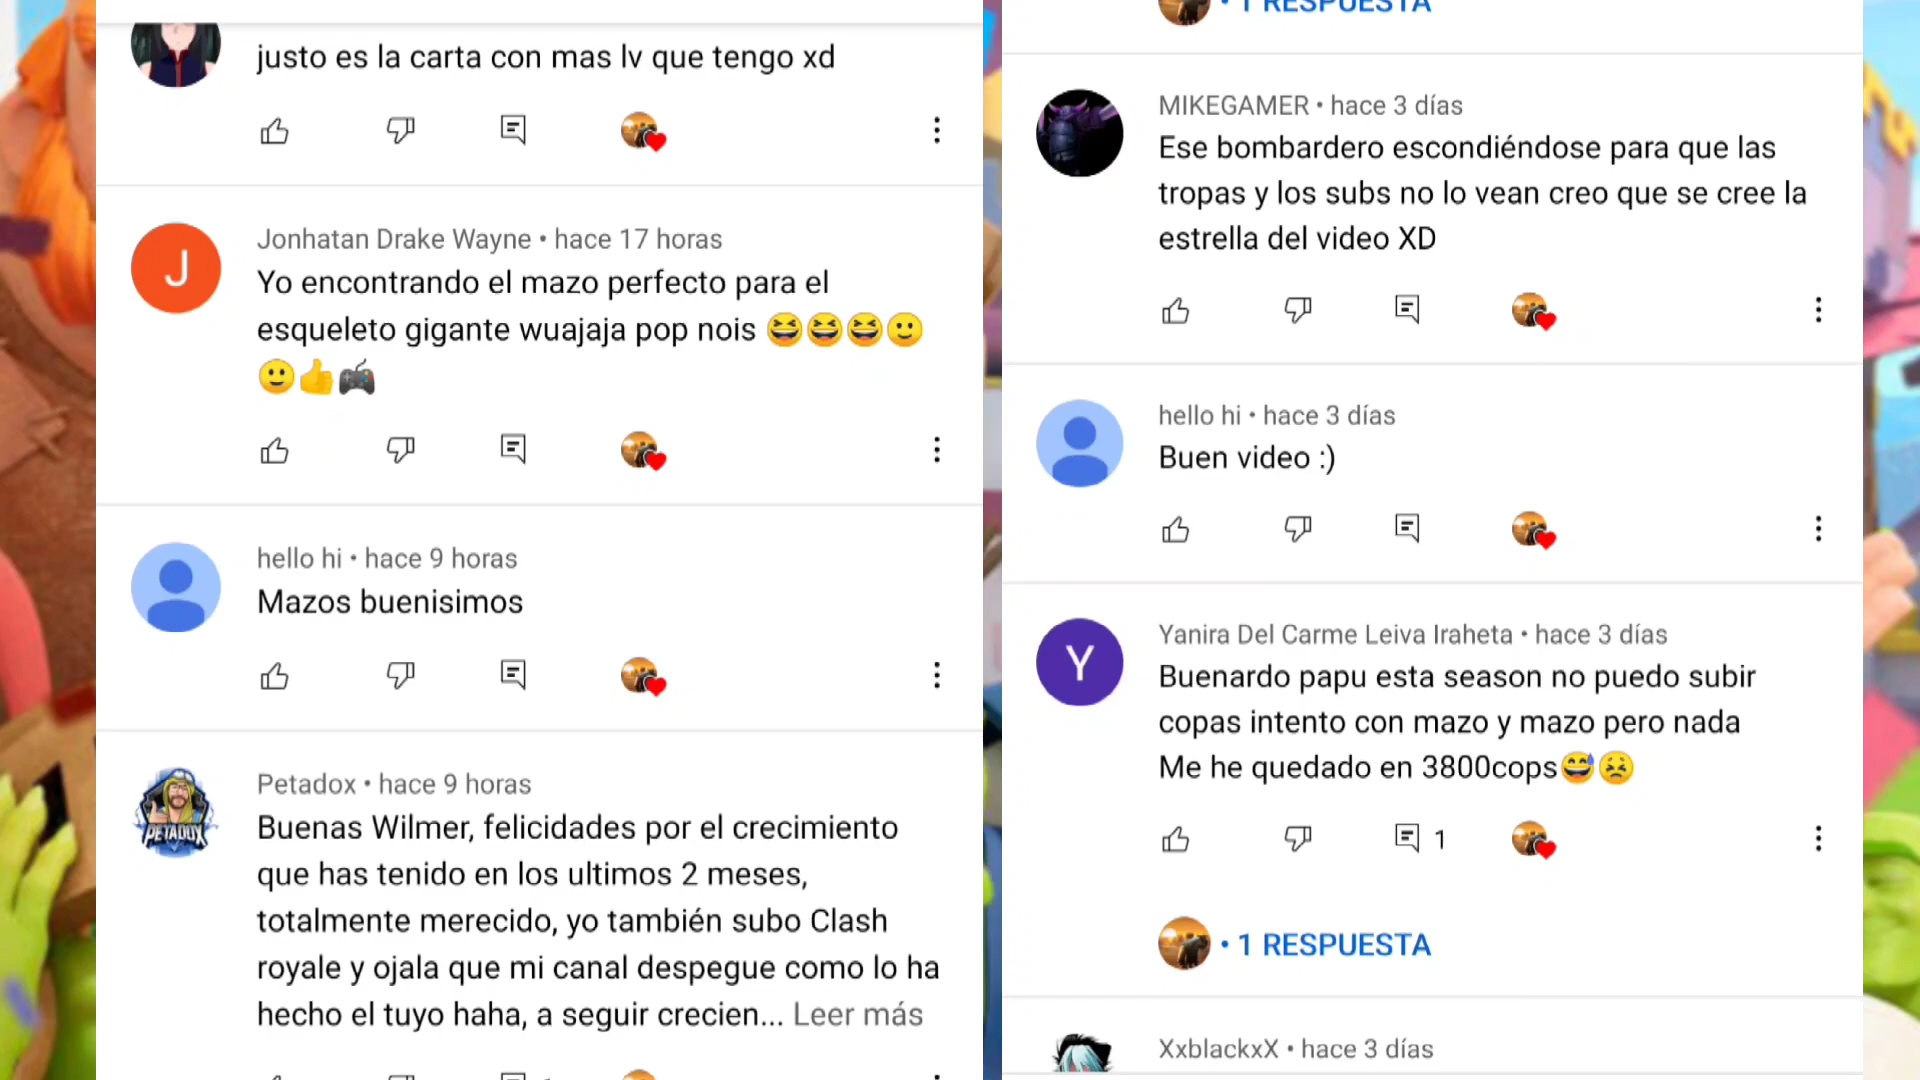 justo es la carta con mas lv que tengo xd
J
Jonhatan Drake Wayne • hace 17 horas
Yo encontrando el mazo perfecto para el
esqueleto gigante wuajaja pop nois 😆😆😆🙂
🙂👍🎮
hello hi • hace 9 horas
Mazos buenisimos
PETADOX
Petadox • hace 9 horas
Buenas Wilmer, felicidades por el crecimiento
que has tenido en los ultimos 2 meses,
totalmente merecido, yo también subo Clash
royale y ojala que mi canal despegue como lo ha
hecho el tuyo haha, a seguir crecien... Leer más
• 1 RESPUESTA
MIKEGAMER • hace 3 días
Ese bombardero escondiéndose para que las
tropas y los subs no lo vean creo que se cree la
estrella del video XD
hello hi • hace 3 días
Buen video :)
Y
Yanira Del Carme Leiva Iraheta • hace 3 días
Buenardo papu esta season no puedo subir
copas intento con mazo y mazo pero nada
Me he quedado en 3800cops😅😣
1
• 1 RESPUESTA
XxblackxX • hace 3 días